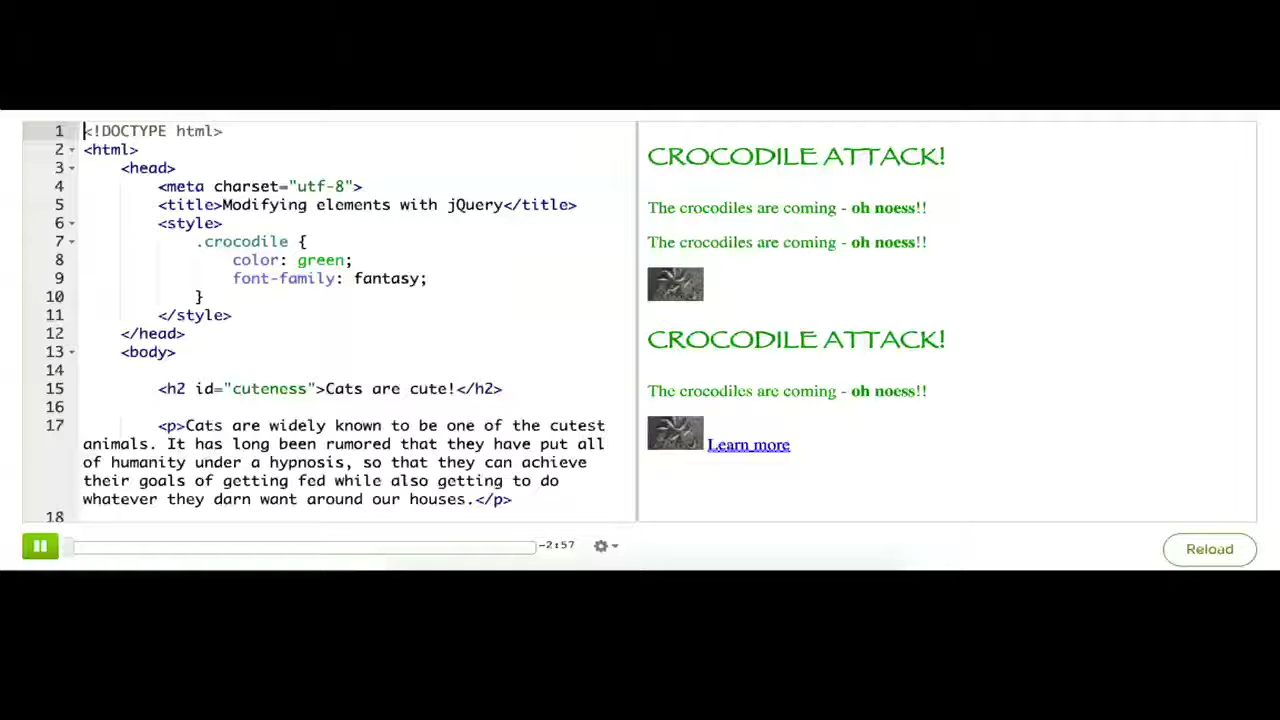 1 <!DOCTYPE html>
2 <html>
3 <head>
4 <meta charset="utf-8">
5 <title>Modifying elements with jQuery</title>
6 <style>
7 .crocodile {
8 color: green;
9 font-family: fantasy;
10 }
11 </style>
12 </head>
13 <body>
14
15 <h2 id="cuteness">Cats are cute!</h2>
16
17 <p>Cats are widely known to be one of the cutest
animals. It has long been rumored that they have put all
of humanity under a hypnosis, so that they can achieve
their goals of getting fed while also getting to do
whatever they darn want around our houses.</p>
18
CROCODILE ATTACK!
The crocodiles are coming - oh noess!!
The crocodiles are coming - oh noess!!
CROCODILE ATTACK!
The crocodiles are coming - oh noess!!
Learn more
-2:57
Reload